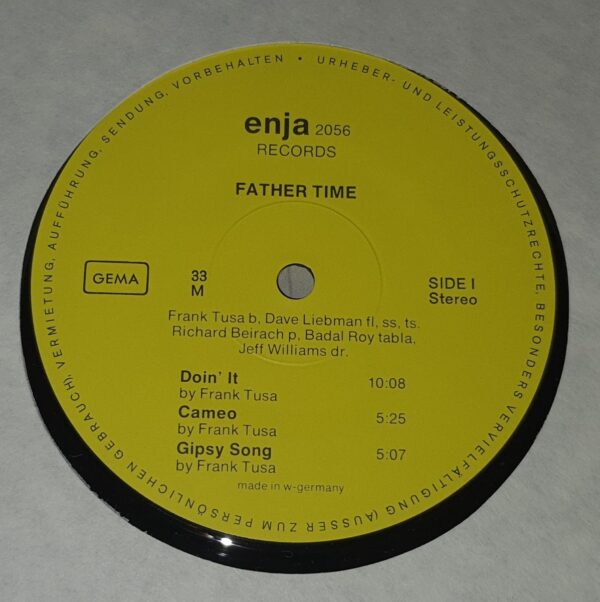 URHEBER- UND LEISTUNGSSCHUTZRECHTE, BESONDERS VERVIELFÄLTIGUNG (AUSSER ZUM PERSÖNLICHEN GEBRAUCH), VERMIETUNG, AUFFÜHRUNG, SENDUNG, VORBEHALTEN •
enja 2056
RECORDS
FATHER TIME
GEMA
33
M
SIDE I
Stereo
Frank Tusa b, Dave Liebman fl, ss, ts.
Richard Beirach p, Badal Roy tabla,
Jeff Williams dr.
Doin' It 10:08
by Frank Tusa
Cameo 5:25
by Frank Tusa
Gipsy Song 5:07
by Frank Tusa
made in w-germany